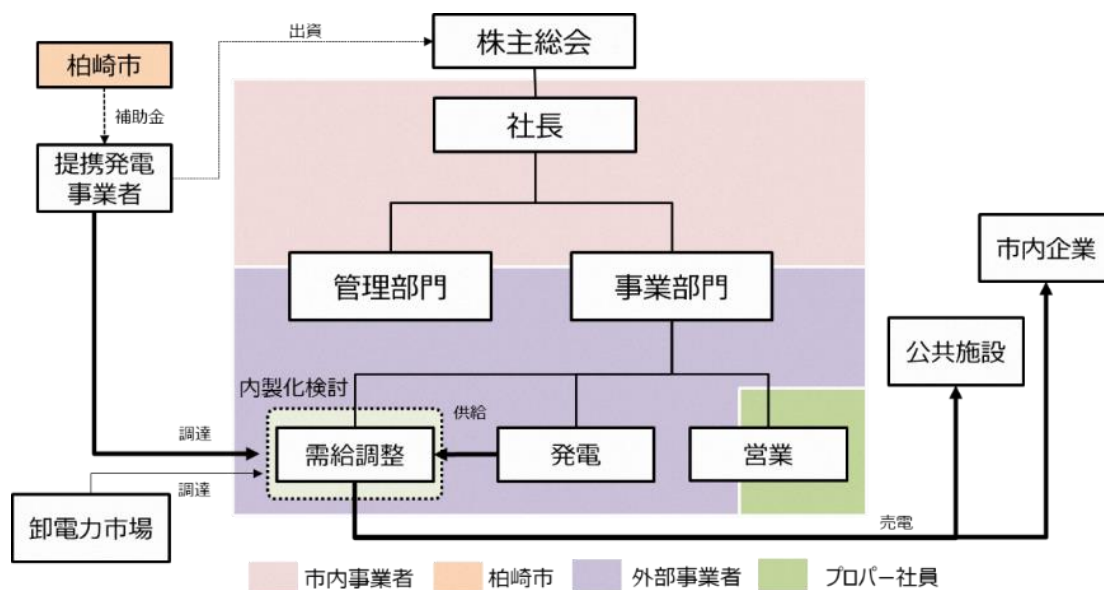 出資
株主総会
柏崎市
補助金
社長
提携発電
事業者
市内企業
管理部門
事業部門
公共施設
内製化検討
供給
調達
需給調整
発電
営業
調達
卸電力市場
売電
市内事業者
柏崎市
外部事業者
プロパー社員